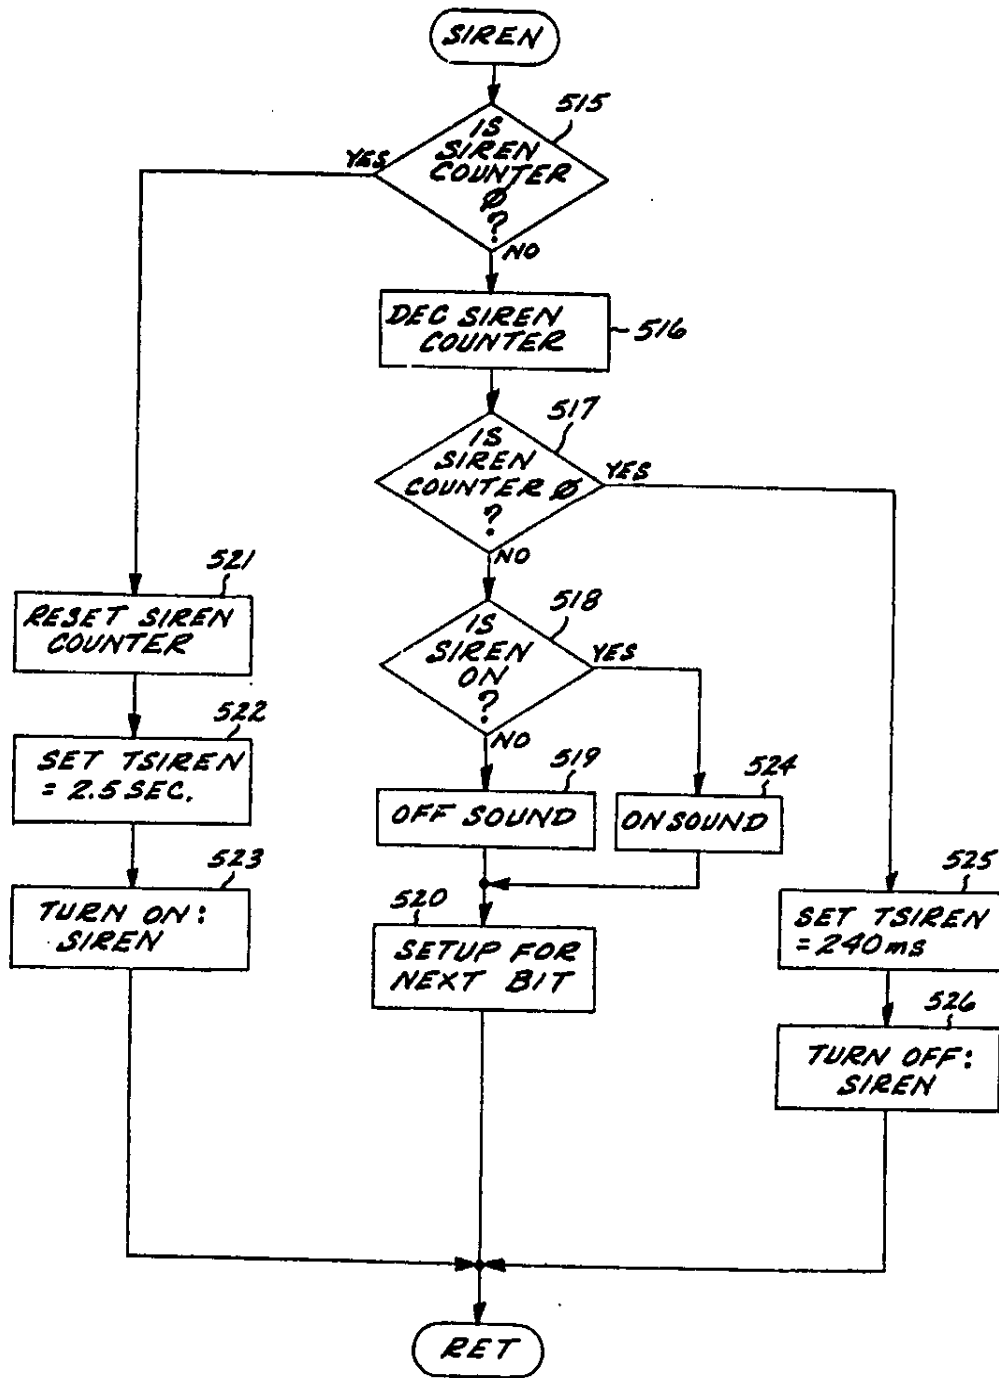 SIREN
515
IS
SIREN
COUNTER
Ø
?
YES
NO
DEC SIREN
COUNTER
516
517
IS
SIREN
COUNTER Ø
?
YES
NO
521
RESET SIREN
COUNTER
518
IS
SIREN
ON
?
YES
NO
522
SET TSIREN
= 2.5 SEC.
519
OFF SOUND
524
ON SOUND
523
TURN ON:
SIREN
520
SETUP FOR
NEXT BIT
525
SET TSIREN
= 240ms
526
TURN OFF:
SIREN
RET